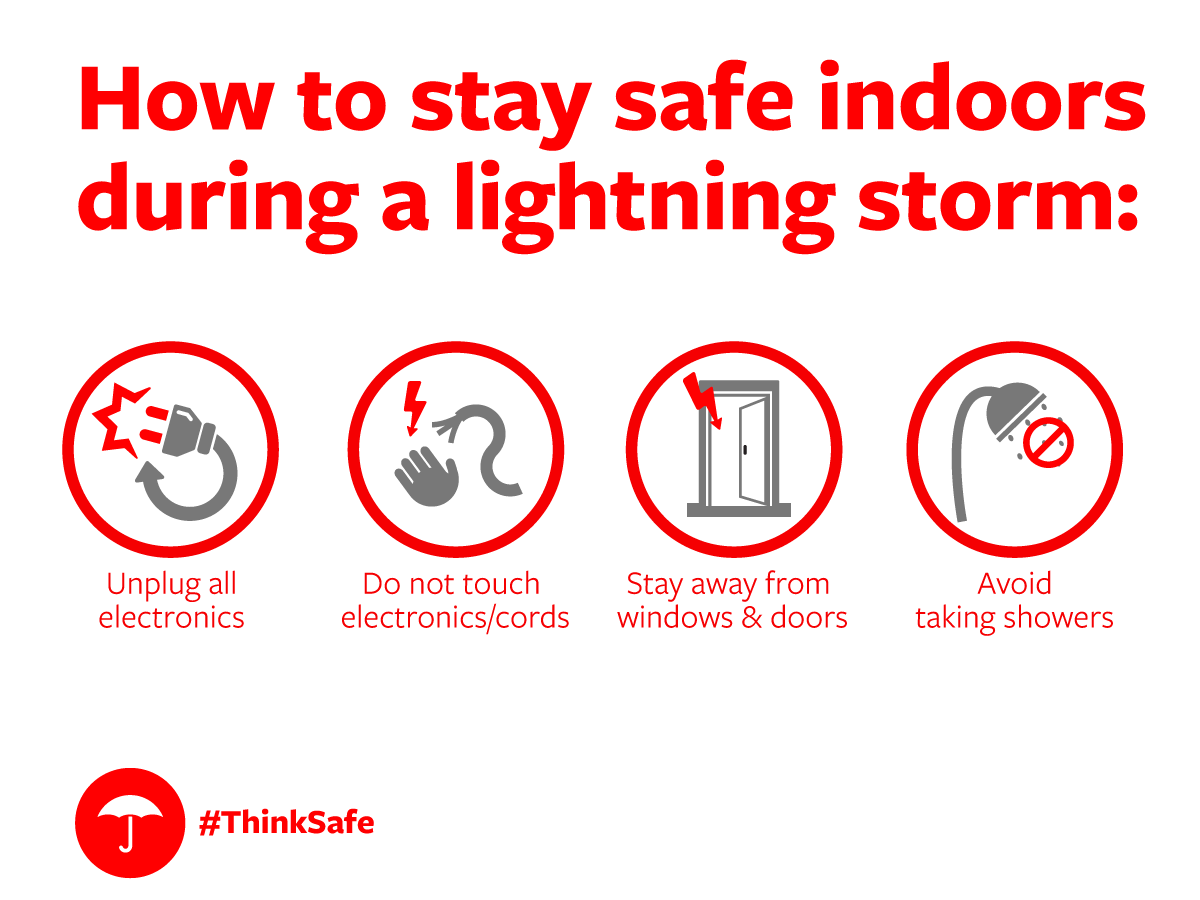 How to stay safe indoors
during a lightning storm:
Unplug all
electronics
Do not touch
electronics/cords
Stay away from
windows & doors
Avoid
taking showers
#ThinkSafe